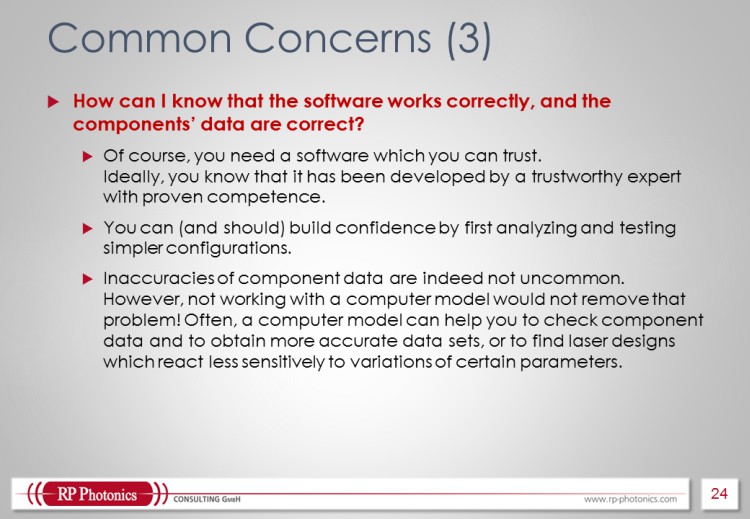 Common Concerns (3)
How can I know that the software works correctly, and the
components’ data are correct?
Of course, you need a software which you can trust.
Ideally, you know that it has been developed by a trustworthy expert
with proven competence.
You can (and should) build confidence by first analyzing and testing
simpler configurations.
Inaccuracies of component data are indeed not uncommon.
However, not working with a computer model would not remove that
problem! Often, a computer model can help you to check component
data and to obtain more accurate data sets, or to find laser designs
which react less sensitively to variations of certain parameters.
RP Photonics CONSULTING GmbH www.rp-photonics.com 24